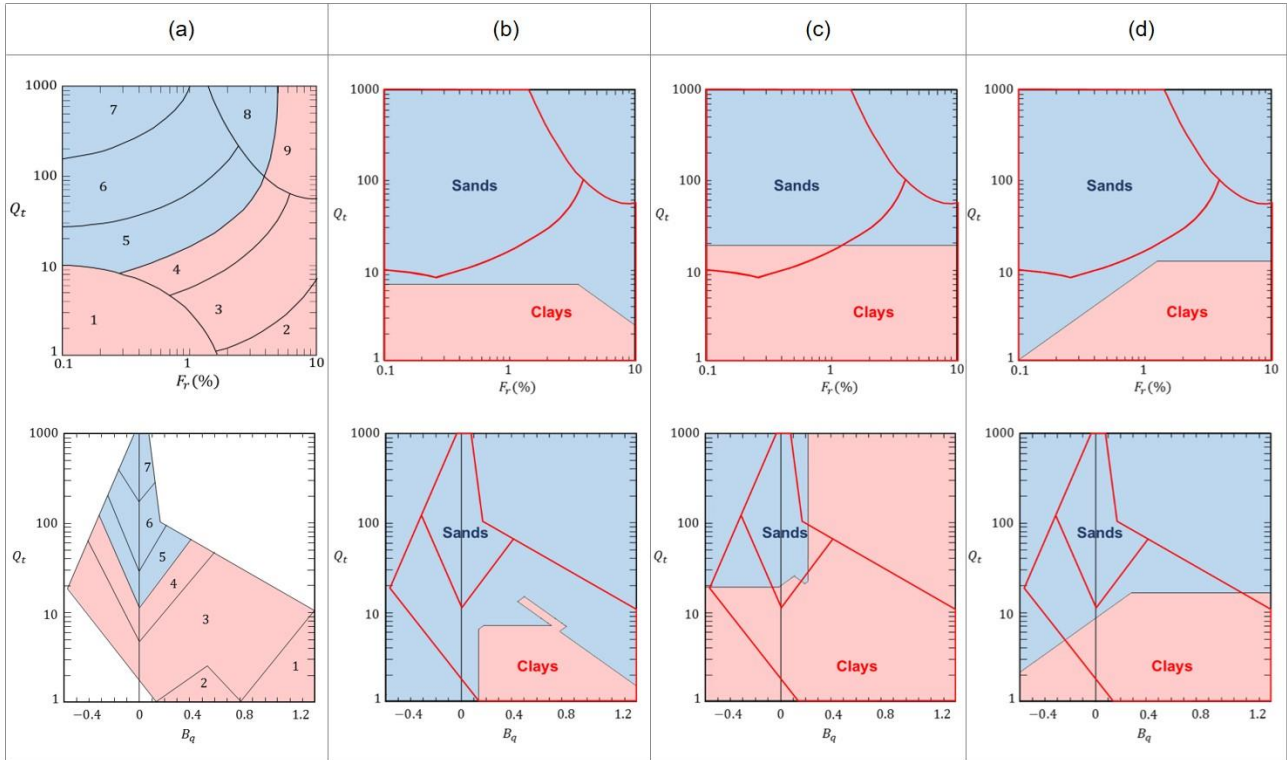 (a) (b) (c) (d)
1000 1000 1000 1000
7 8
9
100 100 100 100
6
Sands Sands Sands
Qt Qt Qt Qt
5
4
10 10 10 10
3
1 2
Clays Clays Clays
1 1 1 1
0.1 1 10 0.1 1 10 0.1 1 10 0.1 1 10
Fr(%) Fr(%) Fr(%) Fr(%)
1000 1000 1000 1000
7
100 100 100 100
6
Sands Sands Sands
Qt Qt Qt Qt
5
4
10 10 10 10
3
1
2
Clays Clays Clays
1 1 1 1
−0.4 0 0.4 0.8 1.2 −0.4 0 0.4 0.8 1.2 −0.4 0 0.4 0.8 1.2 −0.4 0 0.4 0.8 1.2
Bq Bq Bq Bq